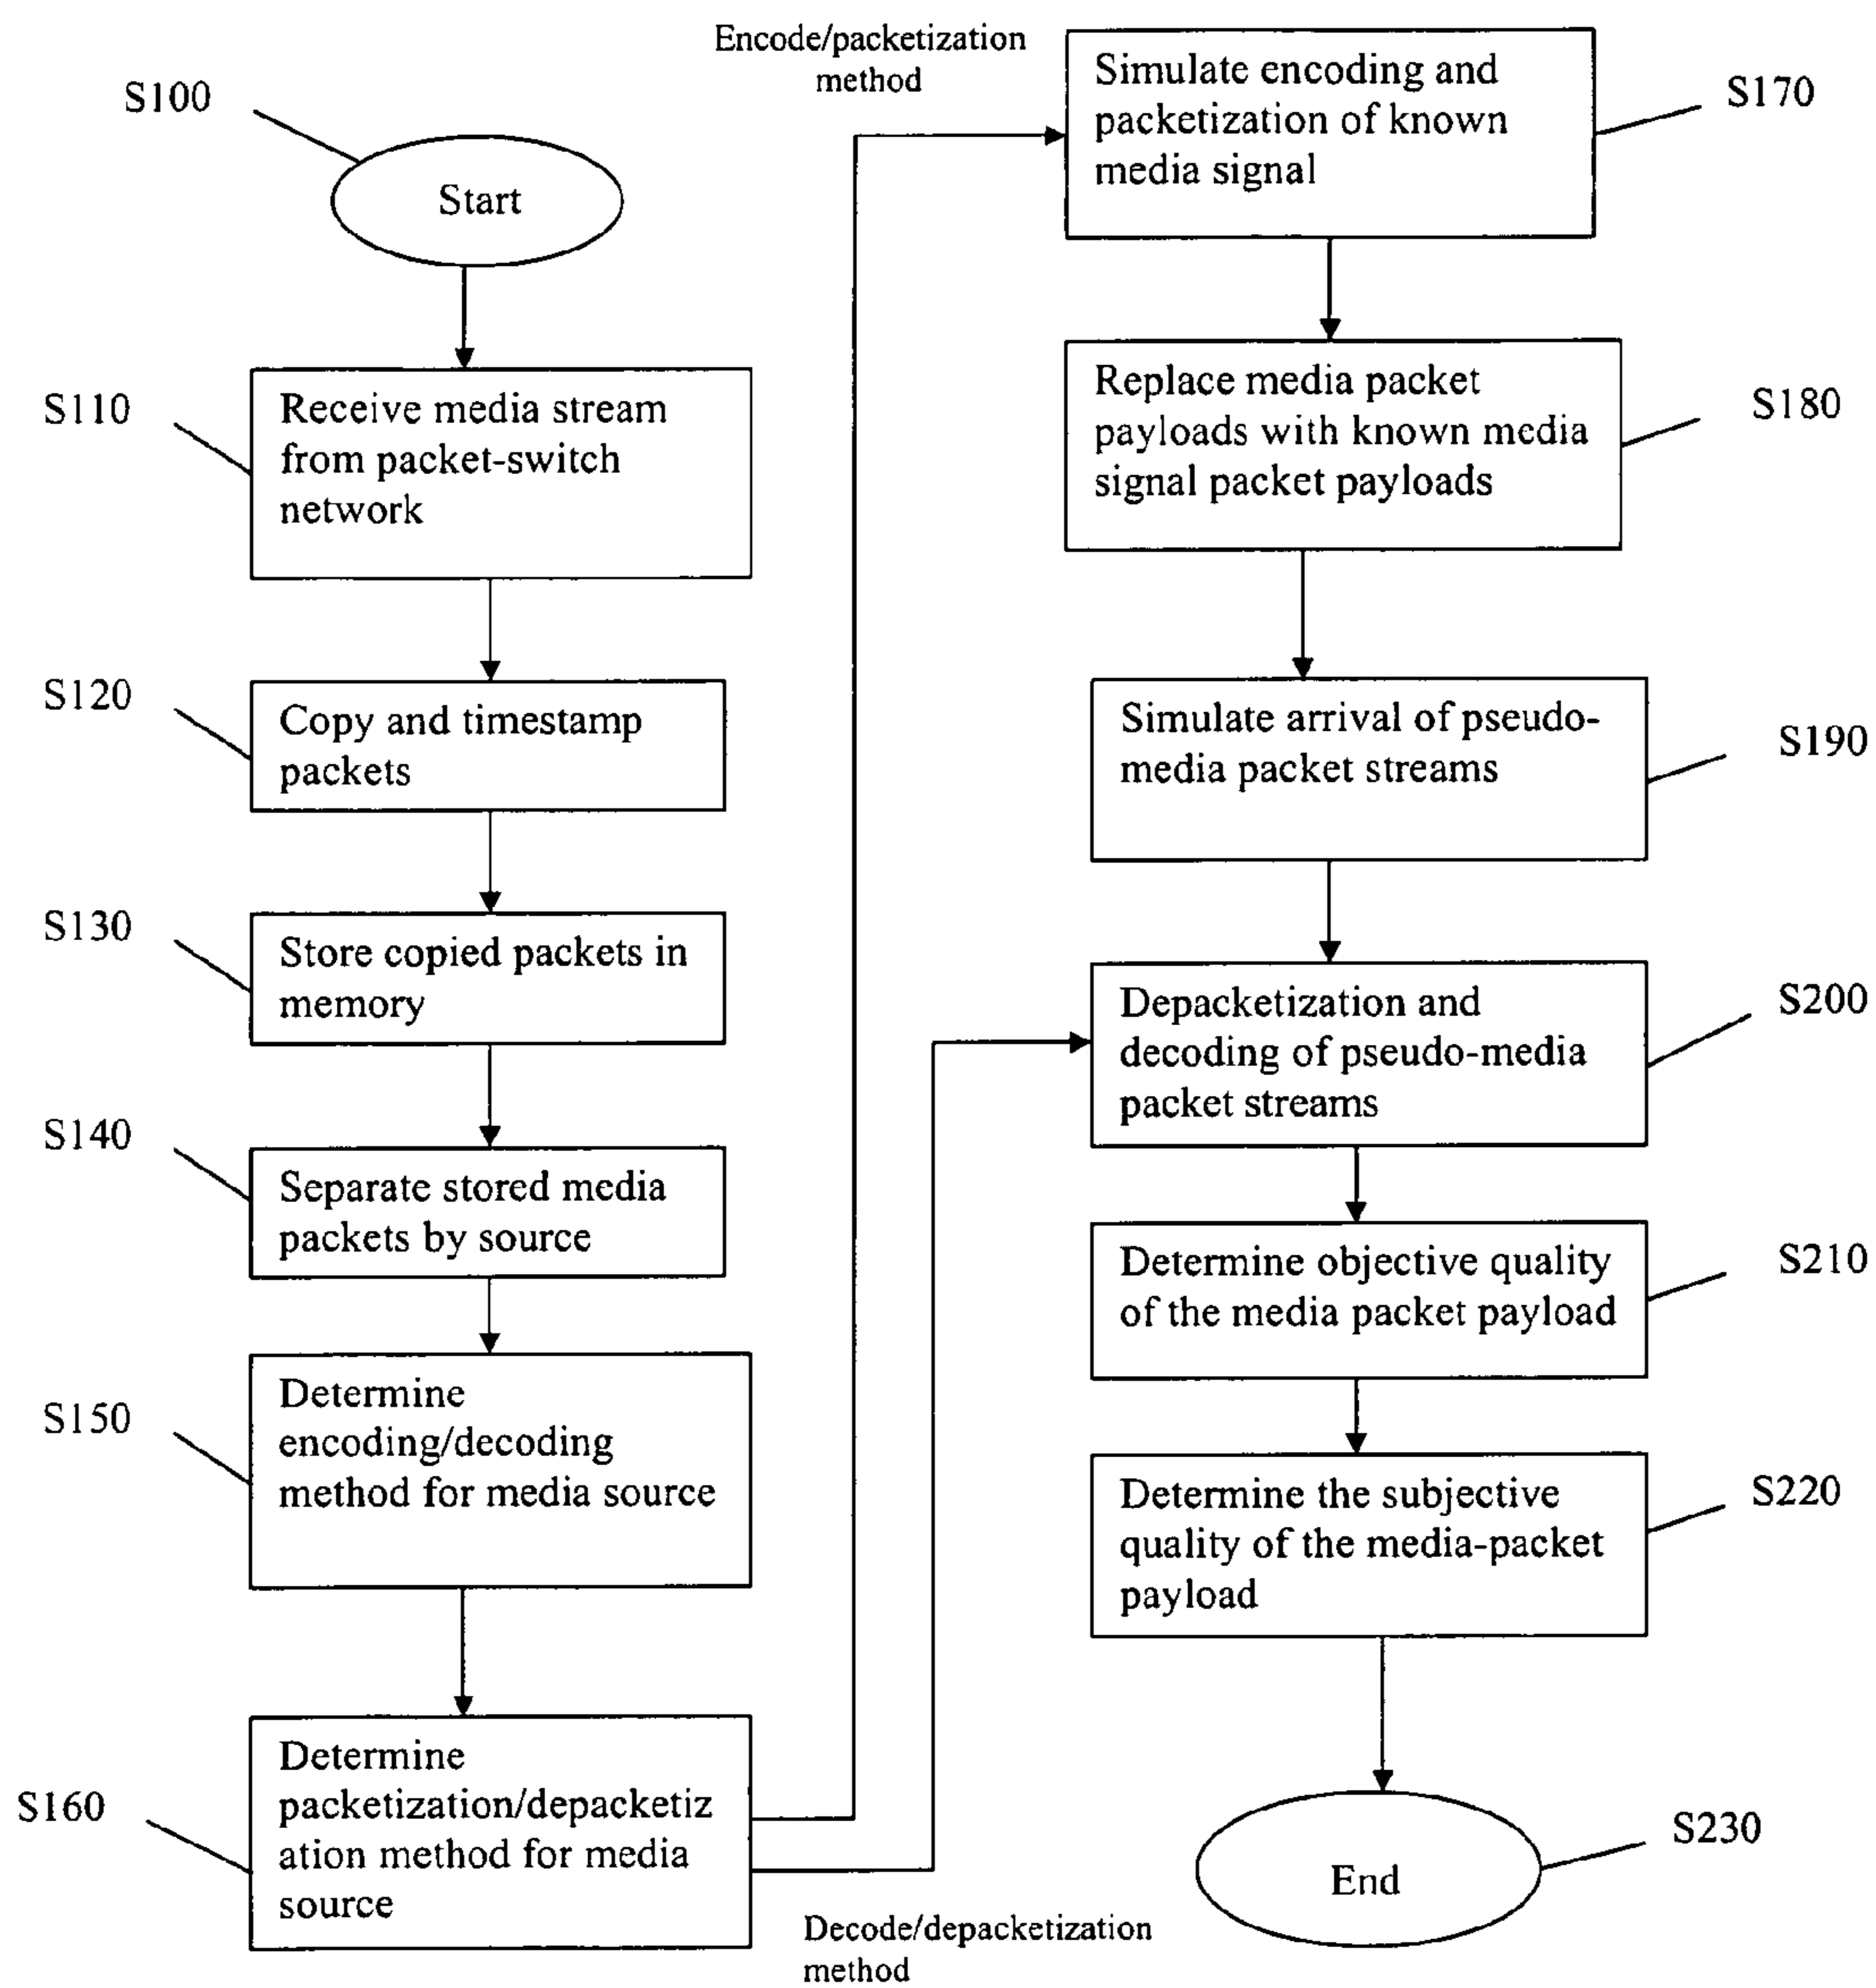 S100
Start
S110
Receive media stream
from packet-switch
network
S120
Copy and timestamp
packets
S130
Store copied packets in
memory
S140
Separate stored media
packets by source
S150
Determine
encoding/decoding
method for media source
S160
Determine
packetization/depacketiz
ation method for media
source
Encode/packetization
method
Decode/depacketization
method
Simulate encoding and
packetization of known
media signal
S170
Replace media packet
payloads with known media
signal packet payloads
S180
Simulate arrival of pseudo-
media packet streams
S190
Depacketization and
decoding of pseudo-media
packet streams
S200
Determine objective quality
of the media packet payload
S210
Determine the subjective
quality of the media-packet
payload
S220
End
S230